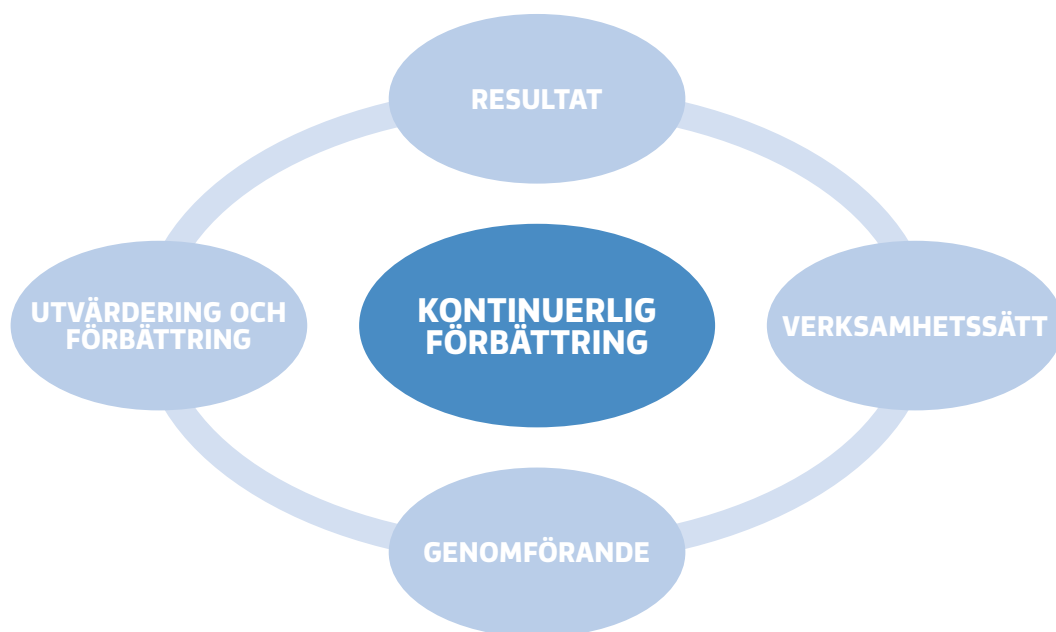 RESULTAT
UTVÄRDERING OCH
FÖRBÄTTRING
KONTINUERLIG
FÖRBÄTTRING
VERKSAMHETSSÄTT
GENOMFÖRANDE